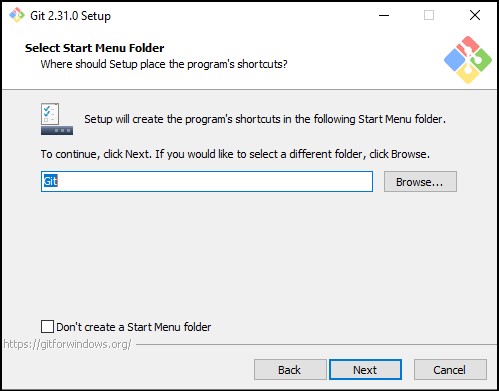 Git 2.31.0 Setup
Select Start Menu Folder
Where should Setup place the program's shortcuts?
Setup will create the program's shortcuts in the following Start Menu folder.
To continue, click Next. If you would like to select a different folder, click Browse.
Git
Browse...
Don't create a Start Menu folder
https://gitforwindows.org/
Back
Next
Cancel